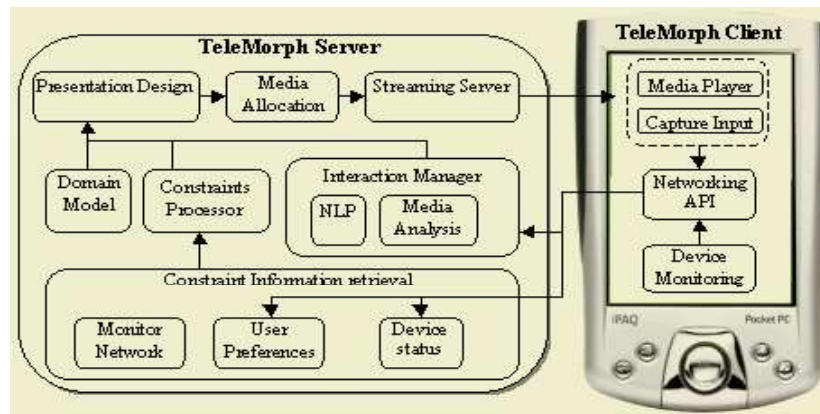 TeleMorph Server
Presentation Design
Media
Allocation
Streaming Server
Domain
Model
Constraints
Processor
Interaction Manager
NLP
Media
Analysis
Constraint Information retrieval
Monitor
Network
User
Preferences
Device
status
TeleMorph Client
Media Player
Capture Input
Networking
API
Device
Monitoring
iPAQ
Pocket PC